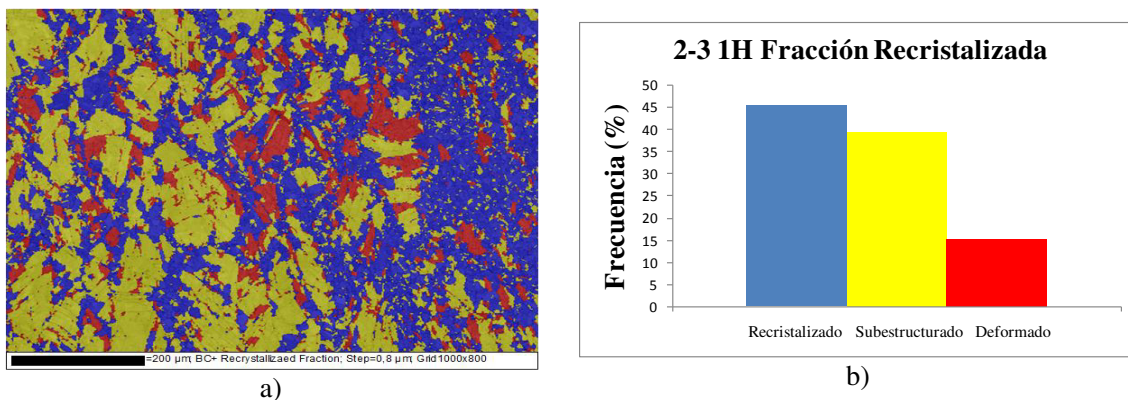 =200 µm; BC+ Recrystallizaed Fraction; Step=0,8 µm; Grid1000x800
a)
2-3 1H Fracción Recristalizada
Frecuencia (%)
50
45
40
35
30
25
20
15
10
5
0
Recristalizado Subestructurado Deformado
b)